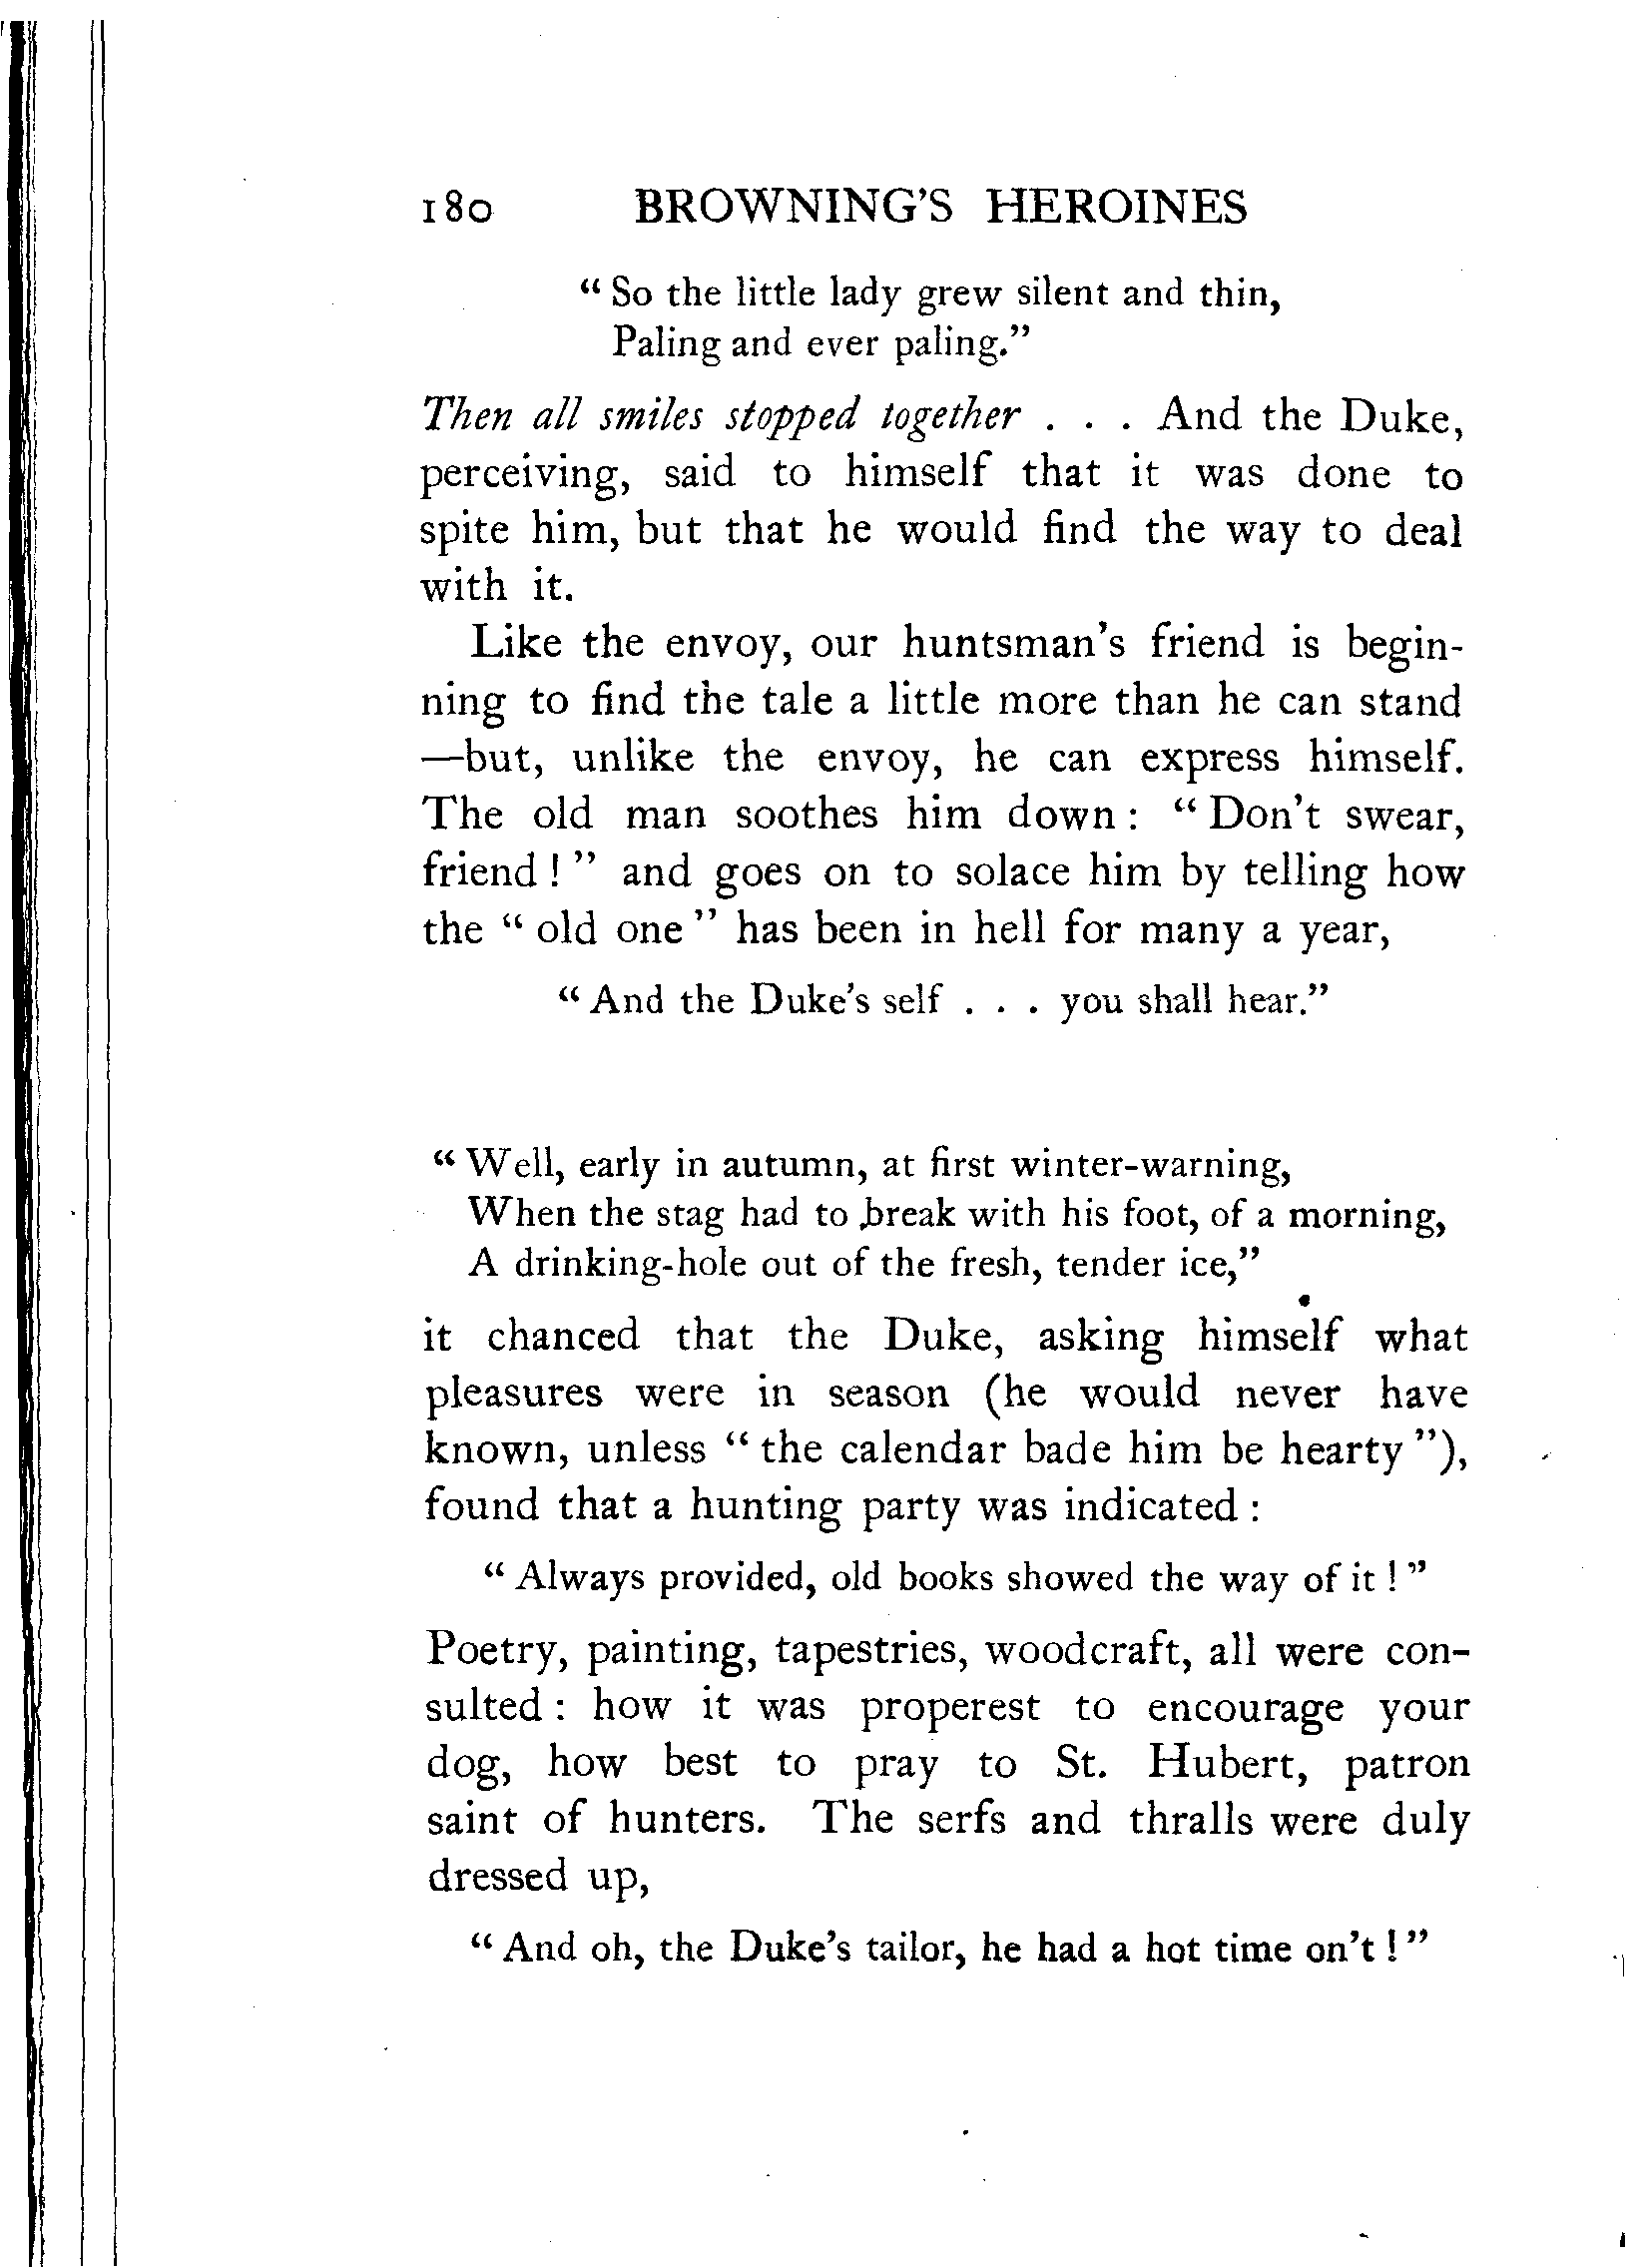 180 BROWNING'S HEROINES
“So the little lady grew silent and thin,
Paling and ever paling.”
Then all smiles stopped together . . . And the Duke,
perceiving, said to himself that it was done to
spite him, but that he would find the way to deal
with it.
Like the envoy, our huntsman's friend is begin-
ning to find the tale a little more than he can stand
—but, unlike the envoy, he can express himself.
The old man soothes him down: “Don't swear,
friend!” and goes on to solace him by telling how
the “old one” has been in hell for many a year,
“And the Duke's self . . . you shall hear.”
“Well, early in autumn, at first winter-warning,
When the stag had to break with his foot, of a morning,
A drinking-hole out of the fresh, tender ice,”
it chanced that the Duke, asking himself what
pleasures were in season (he would never have
known, unless “the calendar bade him be hearty”),
found that a hunting party was indicated:
“Always provided, old books showed the way of it!”
Poetry, painting, tapestries, woodcraft, all were con-
sulted: how it was properest to encourage your
dog, how best to pray to St. Hubert, patron
saint of hunters. The serfs and thralls were duly
dressed up,
“And oh, the Duke's tailor, he had a hot time on't!”